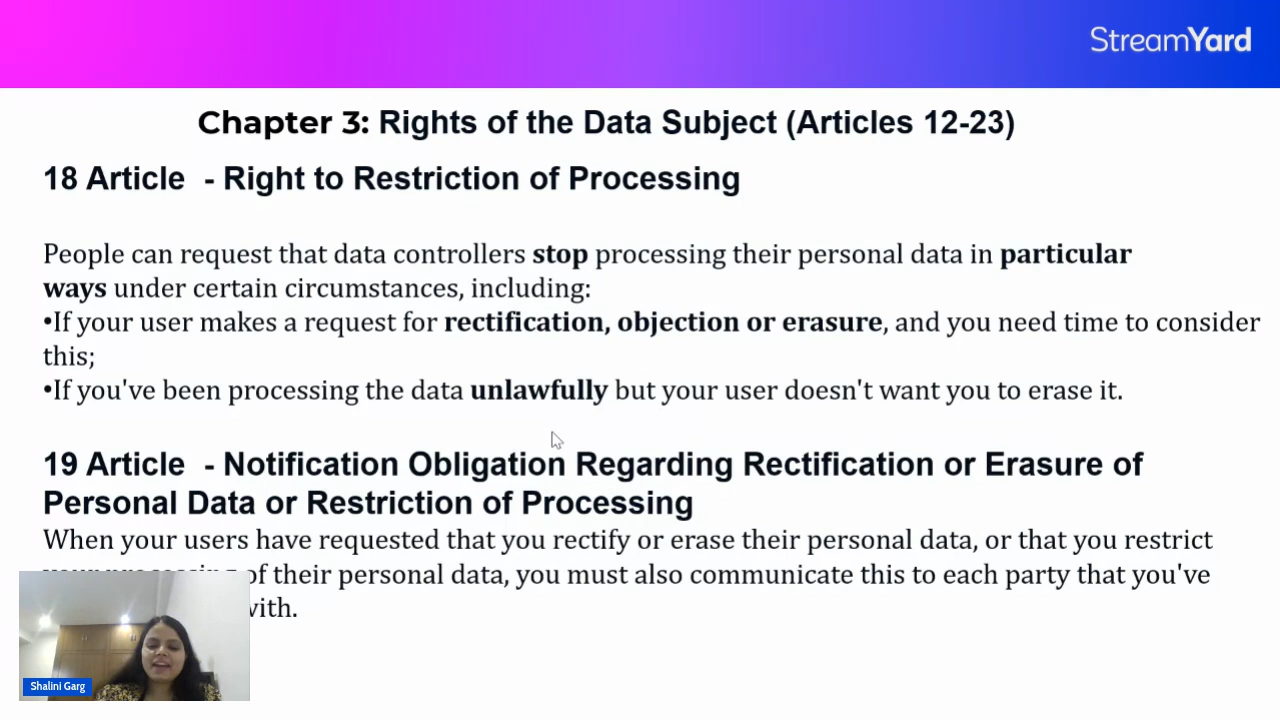 StreamYard
Chapter 3: Rights of the Data Subject (Articles 12-23)
18 Article - Right to Restriction of Processing
People can request that data controllers stop processing their personal data in particular
ways under certain circumstances, including:
•If your user makes a request for rectification, objection or erasure, and you need time to consider
this;
•If you've been processing the data unlawfully but your user doesn't want you to erase it.
19 Article - Notification Obligation Regarding Rectification or Erasure of
Personal Data or Restriction of Processing
When your users have requested that you rectify or erase their personal data, or that you restrict
your processing of their personal data, you must also communicate this to each party that you've
with.
Shalini Garg